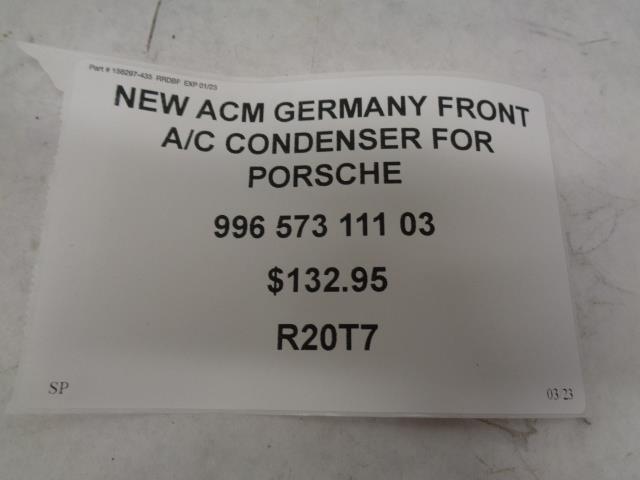 Part # 158297-435 RRDBF EXP 01/23
NEW ACM GERMANY FRONT
A/C CONDENSER FOR
PORSCHE
996 573 111 03
$132.95
R20T7
SP
03/23